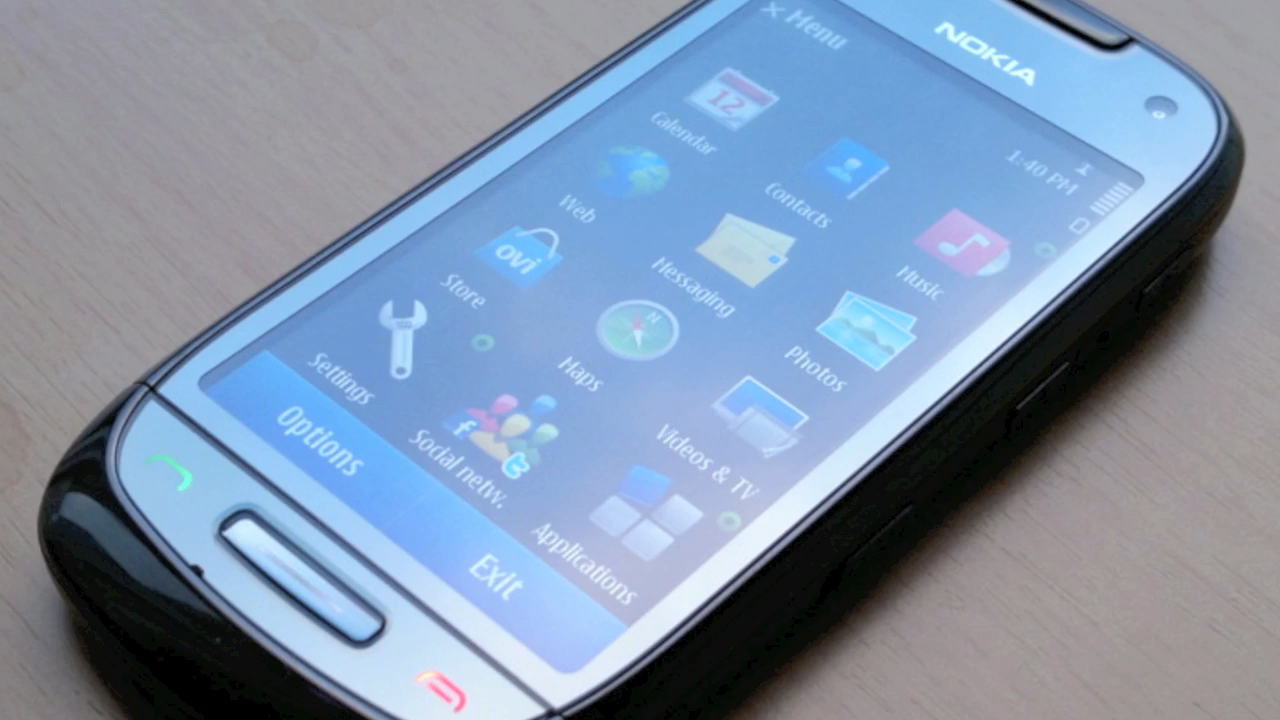 NOKIA
Menu
1:40 PM
12
Calendar
Contacts
Music
Web
Messaging
Photos
ovi
Store
N
Maps
Videos & TV
Settings
f
Social netw.
t
Applications
Options
Exit